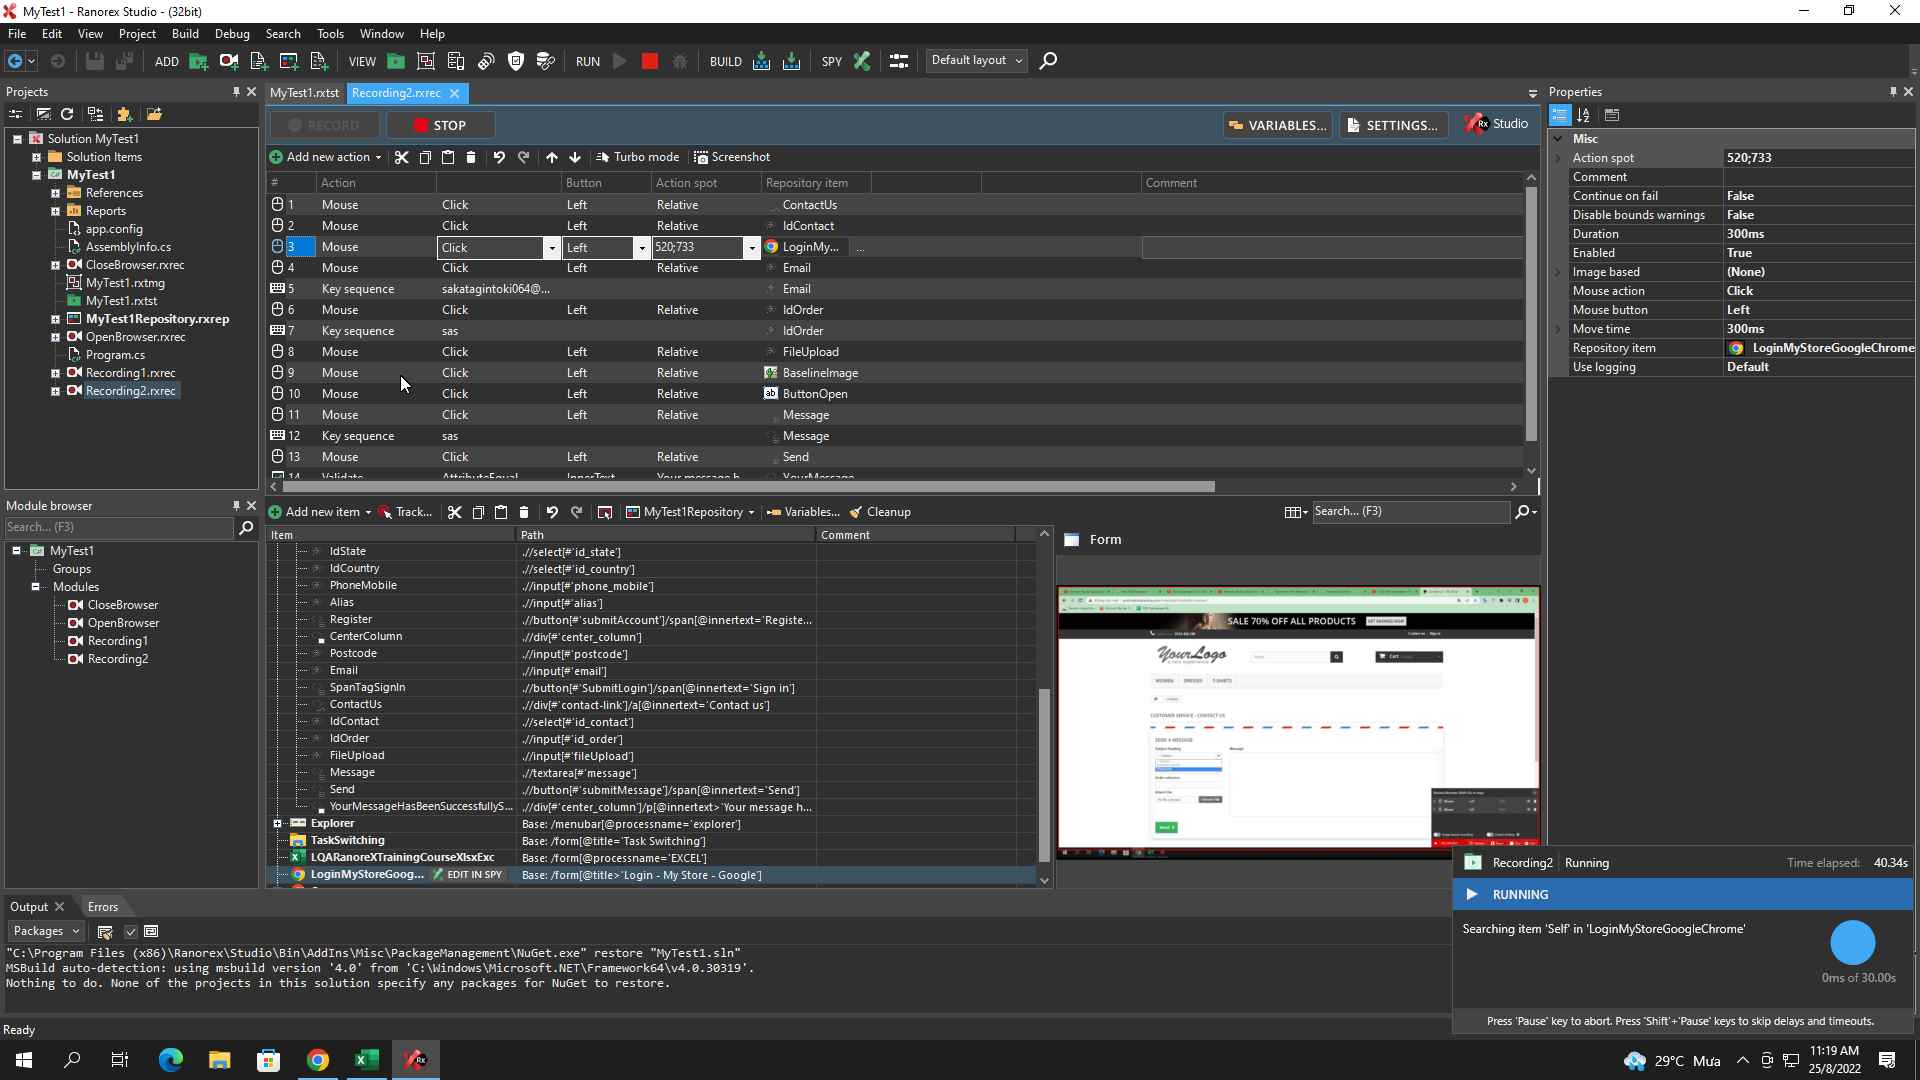 MyTest1 - Ranorex Studio - (32bit)
File Edit View Project Build Debug Search Tools Window Help
ADD VIEW RUN BUILD SPY Default layout
Projects
Solution MyTest1
Solution Items
MyTest1
References
Reports
app.config
AssemblyInfo.cs
CloseBrowser.rxrec
MyTest1.rxtmg
MyTest1.rxtst
MyTest1Repository.rxrep
OpenBrowser.rxrec
Program.cs
Recording1.rxrec
Recording2.rxrec
Module browser
Search... (F3)
MyTest1
Groups
Modules
CloseBrowser
OpenBrowser
Recording1
Recording2
MyTest1.rxtst Recording2.rxrec
RECORD STOP VARIABLES... SETTINGS... Rx Studio
Add new action Turbo mode Screenshot
# Action Button Action spot Repository item Comment
1 Mouse Click Left Relative ContactUs
2 Mouse Click Left Relative IdContact
3 Mouse Click Left 520;733 LoginMy... ...
4 Mouse Click Left Relative Email
5 Key sequence sakatagintoki064@... Email
6 Mouse Click Left Relative IdOrder
7 Key sequence sas IdOrder
8 Mouse Click Left Relative FileUpload
9 Mouse Click Left Relative BaselineImage
10 Mouse Click Left Relative ButtonOpen
11 Mouse Click Left Relative Message
12 Key sequence sas Message
13 Mouse Click Left Relative Send
14 Validate AttributeEqual InnerText Your message h... YourMessage
Add new item Track... MyTest1Repository Variables... Cleanup Search... (F3)
Item Path Comment
IdState .//select[#'id_state']
IdCountry .//select[#'id_country']
PhoneMobile .//input[#'phone_mobile']
Alias .//input[#'alias']
Register .//button[#'submitAccount']/span[@innertext='Registe...
CenterColumn .//div[#'center_column']
Postcode .//input[#'postcode']
Email .//input[#'email']
SpanTagSignIn .//button[#'SubmitLogin']/span[@innertext='Sign in']
ContactUs .//div[#'contact-link']/a[@innertext='Contact us']
IdContact .//select[#'id_contact']
IdOrder .//input[#'id_order']
FileUpload .//input[#'fileUpload']
Message .//textarea[#'message']
Send .//button[#'submitMessage']/span[@innertext='Send']
YourMessageHasBeenSuccessfullyS... .//div[#'center_column']/p[@innertext>'Your message h...
Explorer Base: /menubar[@processname='explorer']
TaskSwitching Base: /form[@title='Task Switching']
LQARanoreXTrainingCourseXlsxExc Base: /form[@processname='EXCEL']
LoginMyStoreGoog... EDIT IN SPY Base: /form[@title>'Login - My Store - Google']
Form
SALE 70% OFF ALL PRODUCTS
YourLogo
Cart
WOMEN DRESSES T-SHIRTS
CUSTOMER SERVICE - CONTACT US
SEND A MESSAGE
Message
Properties
Misc
Action spot 520;733
Comment
Continue on fail False
Disable bounds warnings False
Duration 300ms
Enabled True
Image based (None)
Mouse action Click
Mouse button Left
Move time 300ms
Repository item LoginMyStoreGoogleChrome
Use logging Default
Output Errors
Packages
"C:\Program Files (x86)\Ranorex\Studio\Bin\AddIns\Misc\PackageManagement\NuGet.exe" restore "MyTest1.sln"
MSBuild auto-detection: using msbuild version '4.0' from 'C:\Windows\Microsoft.NET\Framework64\v4.0.30319'.
Nothing to do. None of the projects in this solution specify any packages for NuGet to restore.
Recording2 Running Time elapsed: 40.34s
RUNNING
Searching item 'Self' in 'LoginMyStoreGoogleChrome'
0ms of 30.00s
Press 'Pause' key to abort. Press 'Shift'+'Pause' keys to skip delays and timeouts.
Ready
29°C Mưa
11:19 AM
25/8/2022